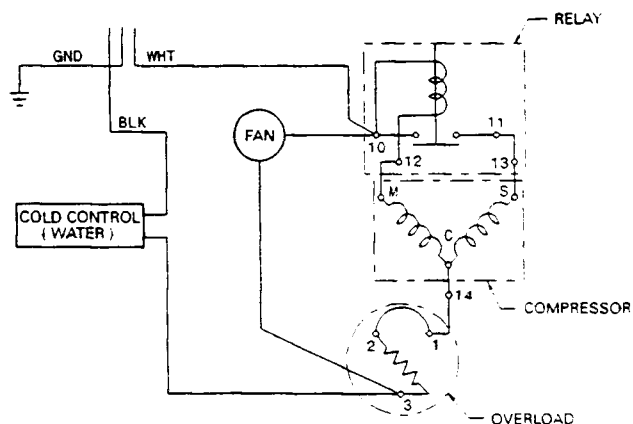 RELAY
GND
WHT
BLK
FAN
10
11
12
13
M
S
C
COLD CONTROL
( WATER )
14
COMPRESSOR
2
1
3
OVERLOAD